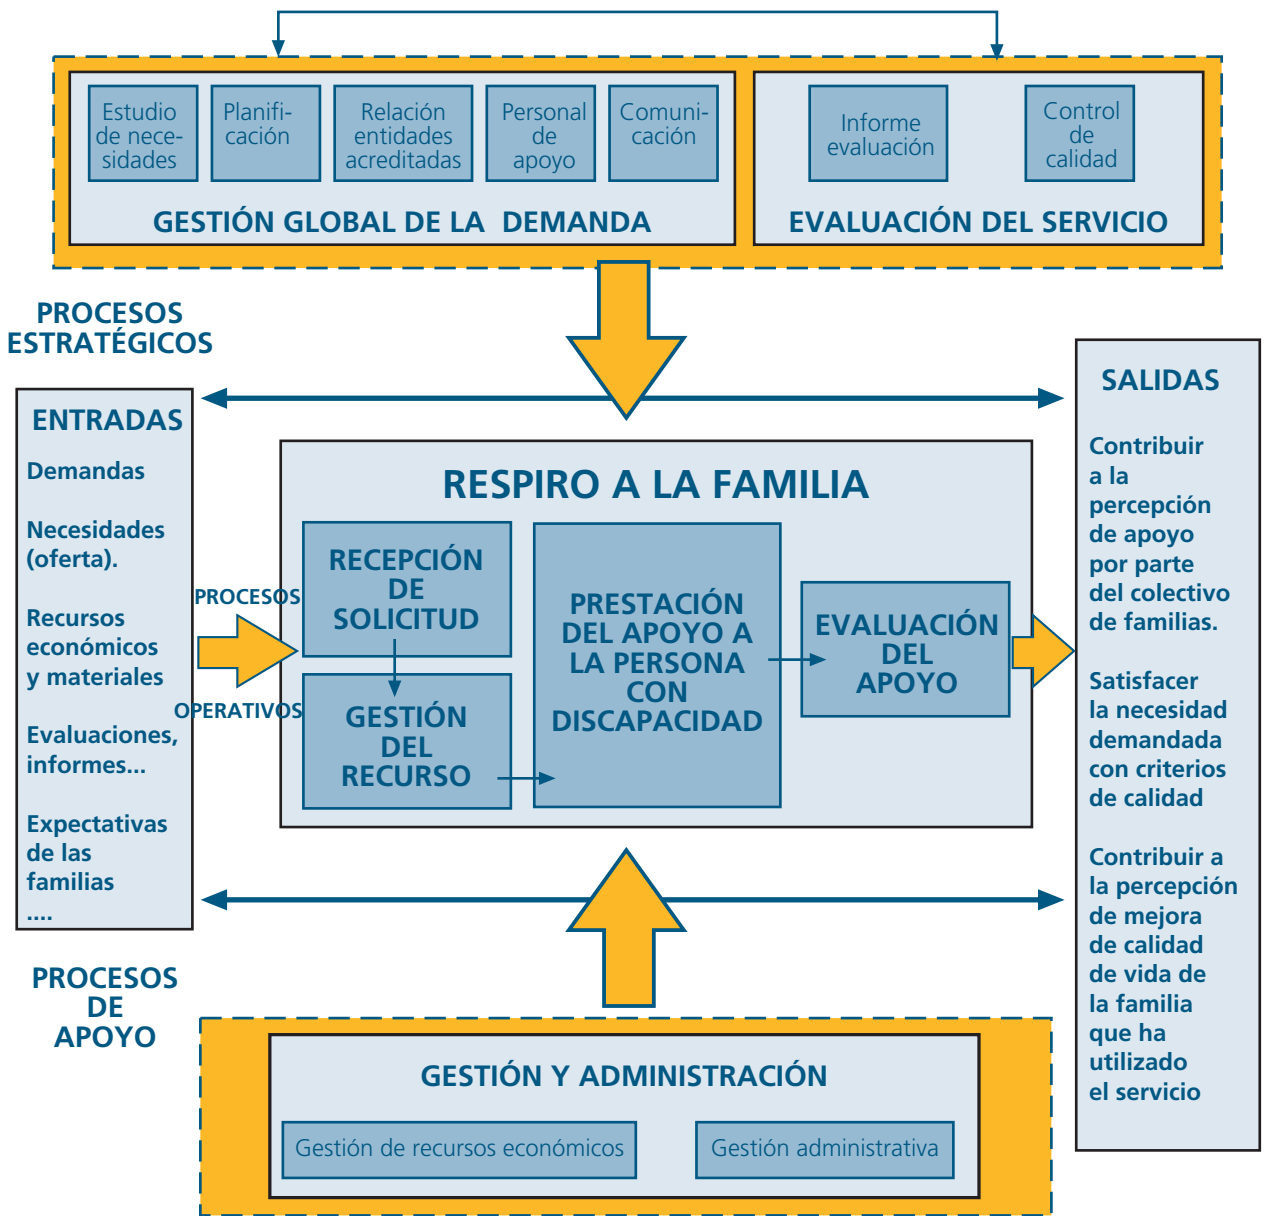 Estudio
de nece-
sidades
Planifi-
cación
Relación
entidades
acreditadas
Personal
de
apoyo
Comuni-
cación
GESTIÓN GLOBAL DE LA DEMANDA
Informe
evaluación
Control
de
calidad
EVALUACIÓN DEL SERVICIO
PROCESOS
ESTRATÉGICOS
ENTRADAS
Demandas
Necesidades
(oferta).
Recursos
económicos
y materiales
Evaluaciones,
informes...
Expectativas
de las
familias
....
PROCESOS
OPERATIVOS
RESPIRO A LA FAMILIA
RECEPCIÓN
DE
SOLICITUD
GESTIÓN
DEL
RECURSO
PRESTACIÓN
DEL APOYO A
LA PERSONA
CON
DISCAPACIDAD
EVALUACIÓN
DEL
APOYO
SALIDAS
Contribuir
a la
percepción
de apoyo
por parte
del colectivo
de familias.
Satisfacer
la necesidad
demandada
con criterios
de calidad
Contribuir a
la percepción
de mejora
de calidad
de vida de
la familia
que ha
utilizado
el servicio
PROCESOS
DE
APOYO
GESTIÓN Y ADMINISTRACIÓN
Gestión de recursos económicos
Gestión administrativa